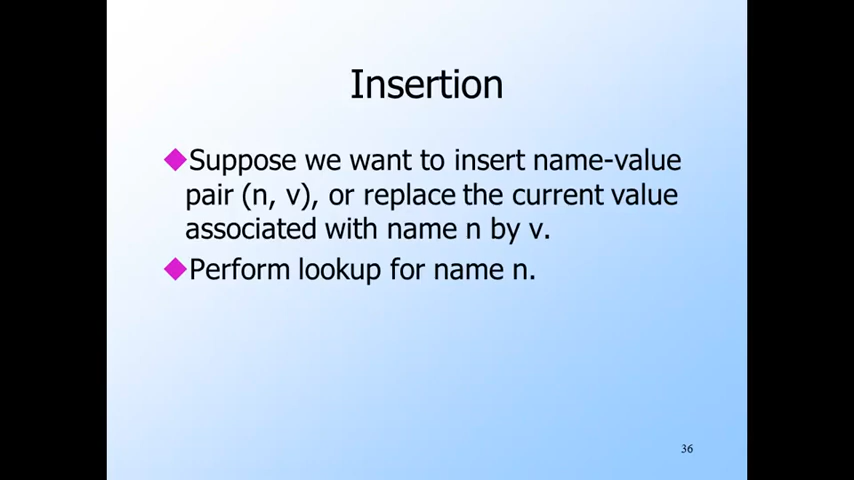 Insertion
Suppose we want to insert name-value
pair (n, v), or replace the current value
associated with name n by v.
Perform lookup for name n.
36